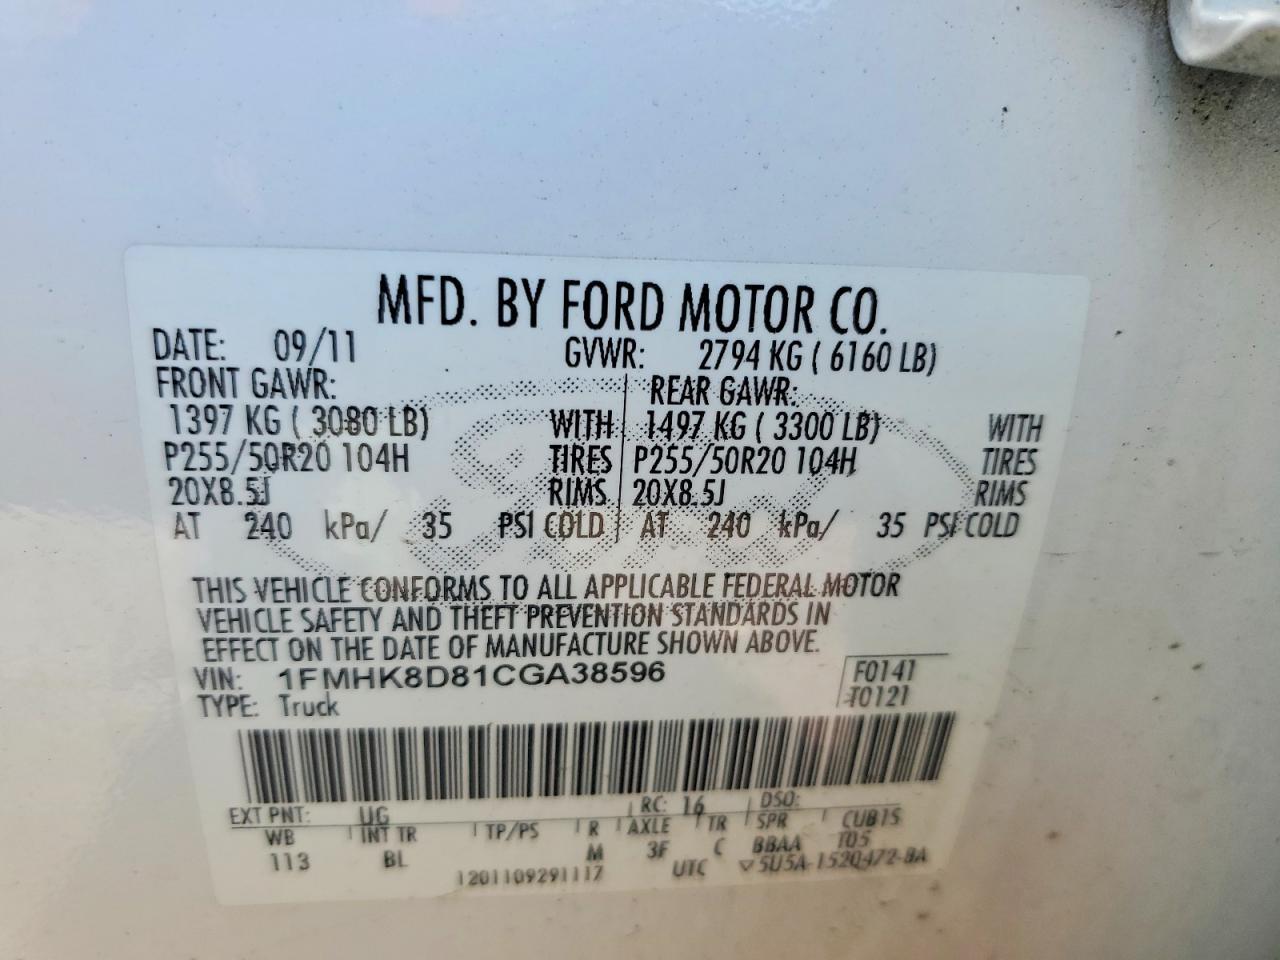 MFD. BY FORD MOTOR CO.
DATE: 09/11 GVWR: 2794 KG ( 6160 LB)
FRONT GAWR: REAR GAWR:
1397 KG ( 3080 LB) WITH 1497 KG ( 3300 LB) WITH
P255/50R20 104H TIRES P255/50R20 104H TIRES
20X8.5J RIMS 20X8.5J RIMS
AT 240 kPa/ 35 PSI COLD AT 240 kPa/ 35 PSI COLD
THIS VEHICLE CONFORMS TO ALL APPLICABLE FEDERAL MOTOR
VEHICLE SAFETY AND THEFT PREVENTION STANDARDS IN
EFFECT ON THE DATE OF MANUFACTURE SHOWN ABOVE.
VIN: 1FMHK8D81CGA38596 F0141
TYPE: Truck T0121
EXT PNT: UG RC: 16 DSO:
WB INT TR TP/PS R AXLE TR SPR CUB15
113 BL M 3F C BBAA T05
1201109291117 UTC ▽5U5A-1520472-BA